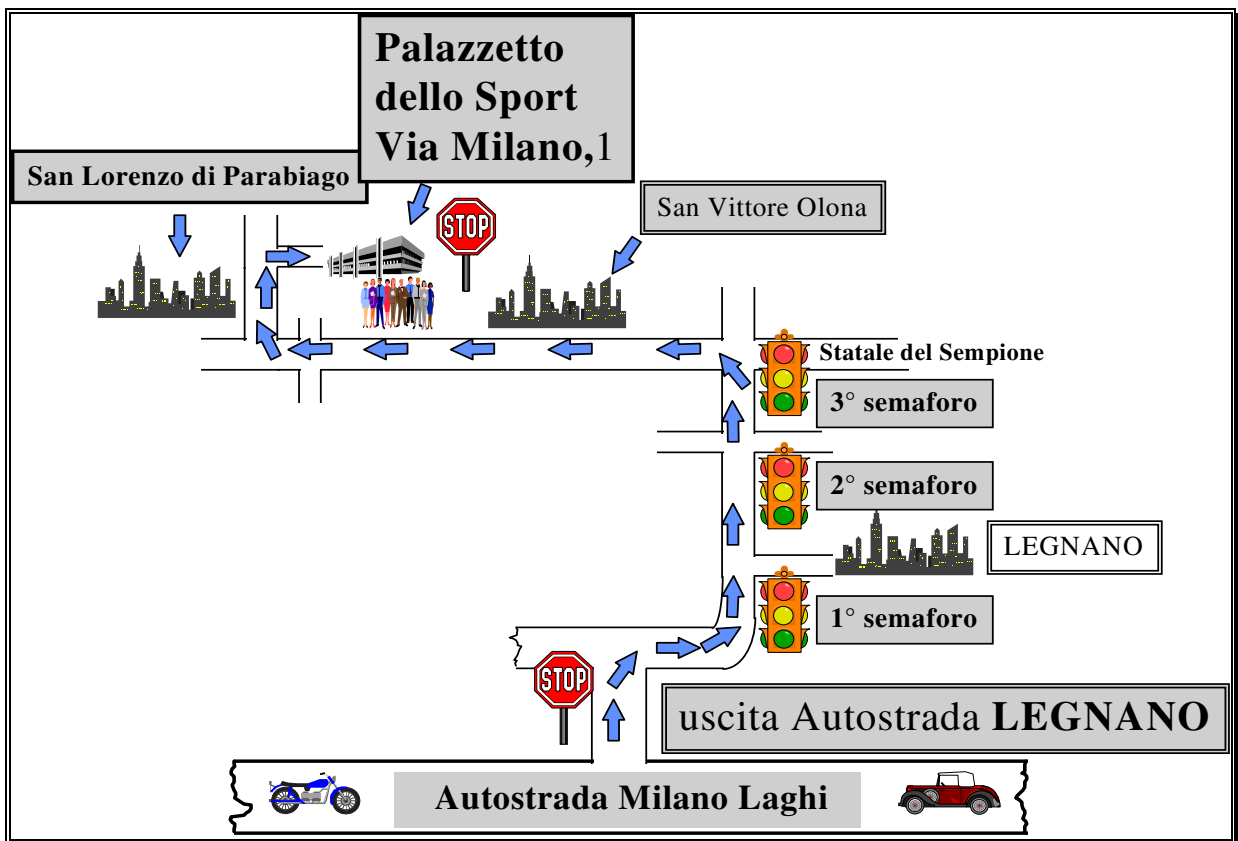 Palazzetto
dello Sport
Via Milano,1
San Lorenzo di Parabiago
STOP
San Vittore Olona
Statale del Sempione
3° semaforo
2° semaforo
LEGNANO
1° semaforo
STOP
uscita Autostrada LEGNANO
Autostrada Milano Laghi